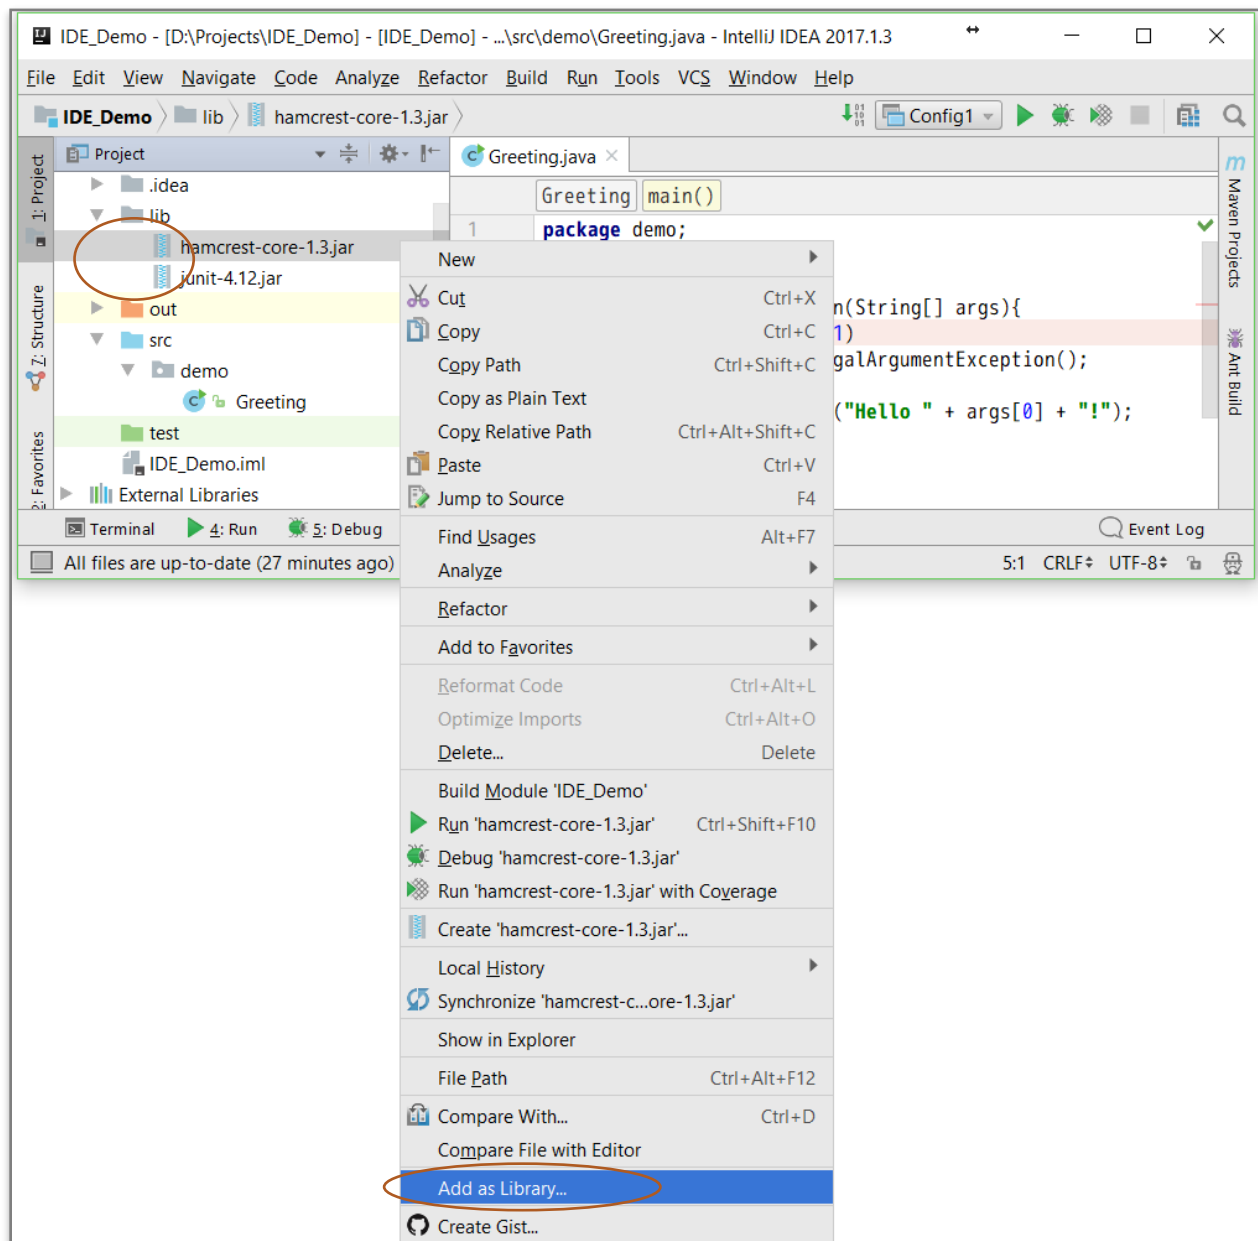 IDE_Demo - [D:\Projects\IDE_Demo] - [IDE_Demo] - ...\src\demo\Greeting.java - IntelliJ IDEA 2017.1.3
File Edit View Navigate Code Analyze Refactor Build Run Tools VCS Window Help
IDE_Demo lib hamcrest-core-1.3.jar Config1
1: Project
Z: Structure
2: Favorites
Project
.idea
lib
hamcrest-core-1.3.jar
junit-4.12.jar
out
src
demo
Greeting
test
IDE_Demo.iml
External Libraries
Greeting.java
Greeting main()
1 package demo;
n(String[] args){
1)
galArgumentException();
("Hello " + args[0] + "!");
Maven Projects
Ant Build
Terminal 4: Run 5: Debug Event Log
All files are up-to-date (27 minutes ago) 5:1 CRLF UTF-8
New
Cut Ctrl+X
Copy Ctrl+C
Copy Path Ctrl+Shift+C
Copy as Plain Text
Copy Relative Path Ctrl+Alt+Shift+C
Paste Ctrl+V
Jump to Source F4
Find Usages Alt+F7
Analyze
Refactor
Add to Favorites
Reformat Code Ctrl+Alt+L
Optimize Imports Ctrl+Alt+O
Delete... Delete
Build Module 'IDE_Demo'
Run 'hamcrest-core-1.3.jar' Ctrl+Shift+F10
Debug 'hamcrest-core-1.3.jar'
Run 'hamcrest-core-1.3.jar' with Coverage
Create 'hamcrest-core-1.3.jar'...
Local History
Synchronize 'hamcrest-c...ore-1.3.jar'
Show in Explorer
File Path Ctrl+Alt+F12
Compare With... Ctrl+D
Compare File with Editor
Add as Library...
Create Gist...